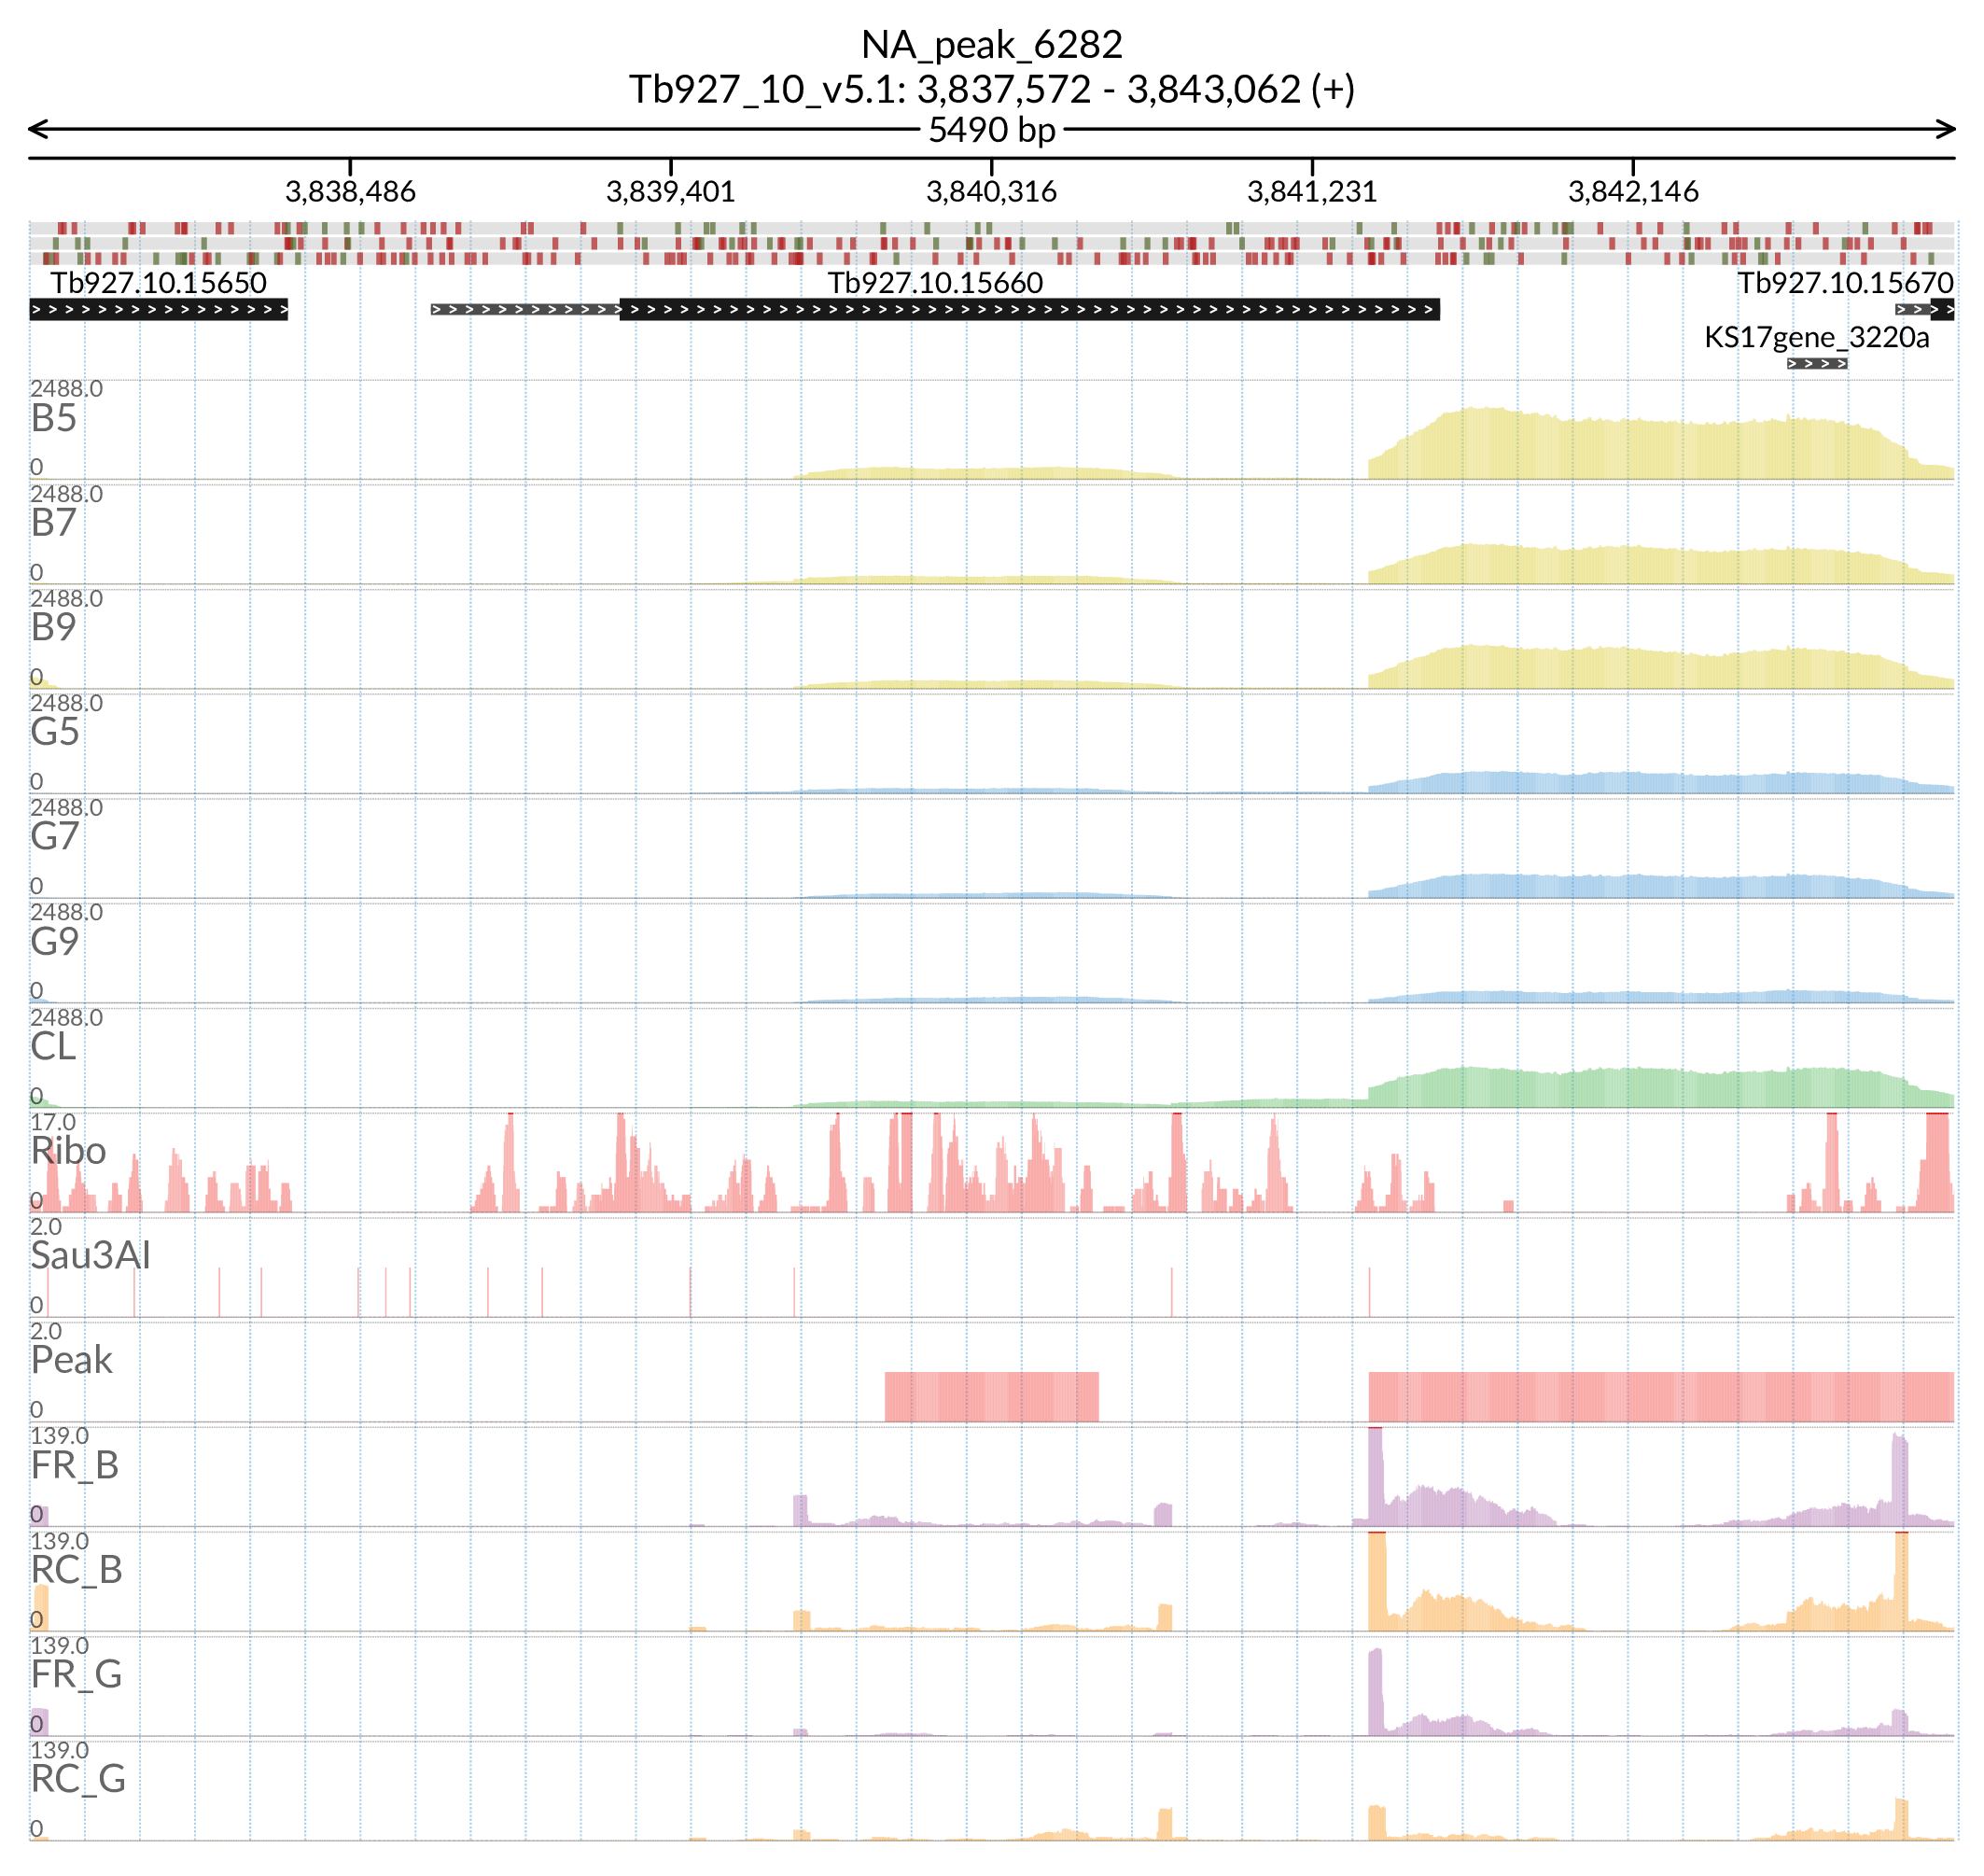 NA_peak_6282
Tb927_10_v5.1: 3,837,572 - 3,843,062 (+)
5490 bp
3,838,486 3,839,401 3,840,316 3,841,231 3,842,146
Tb927.10.15650 Tb927.10.15660 Tb927.10.15670
KS17gene_3220a
2488.0
B5
0
2488.0
B7
0
2488.0
B9
0
2488.0
G5
0
2488.0
G7
0
2488.0
G9
0
2488.0
CL
0
17.0
Ribo
0
2.0
Sau3AI
0
2.0
Peak
0
139.0
FR_B
0
139.0
RC_B
0
139.0
FR_G
0
139.0
RC_G
0